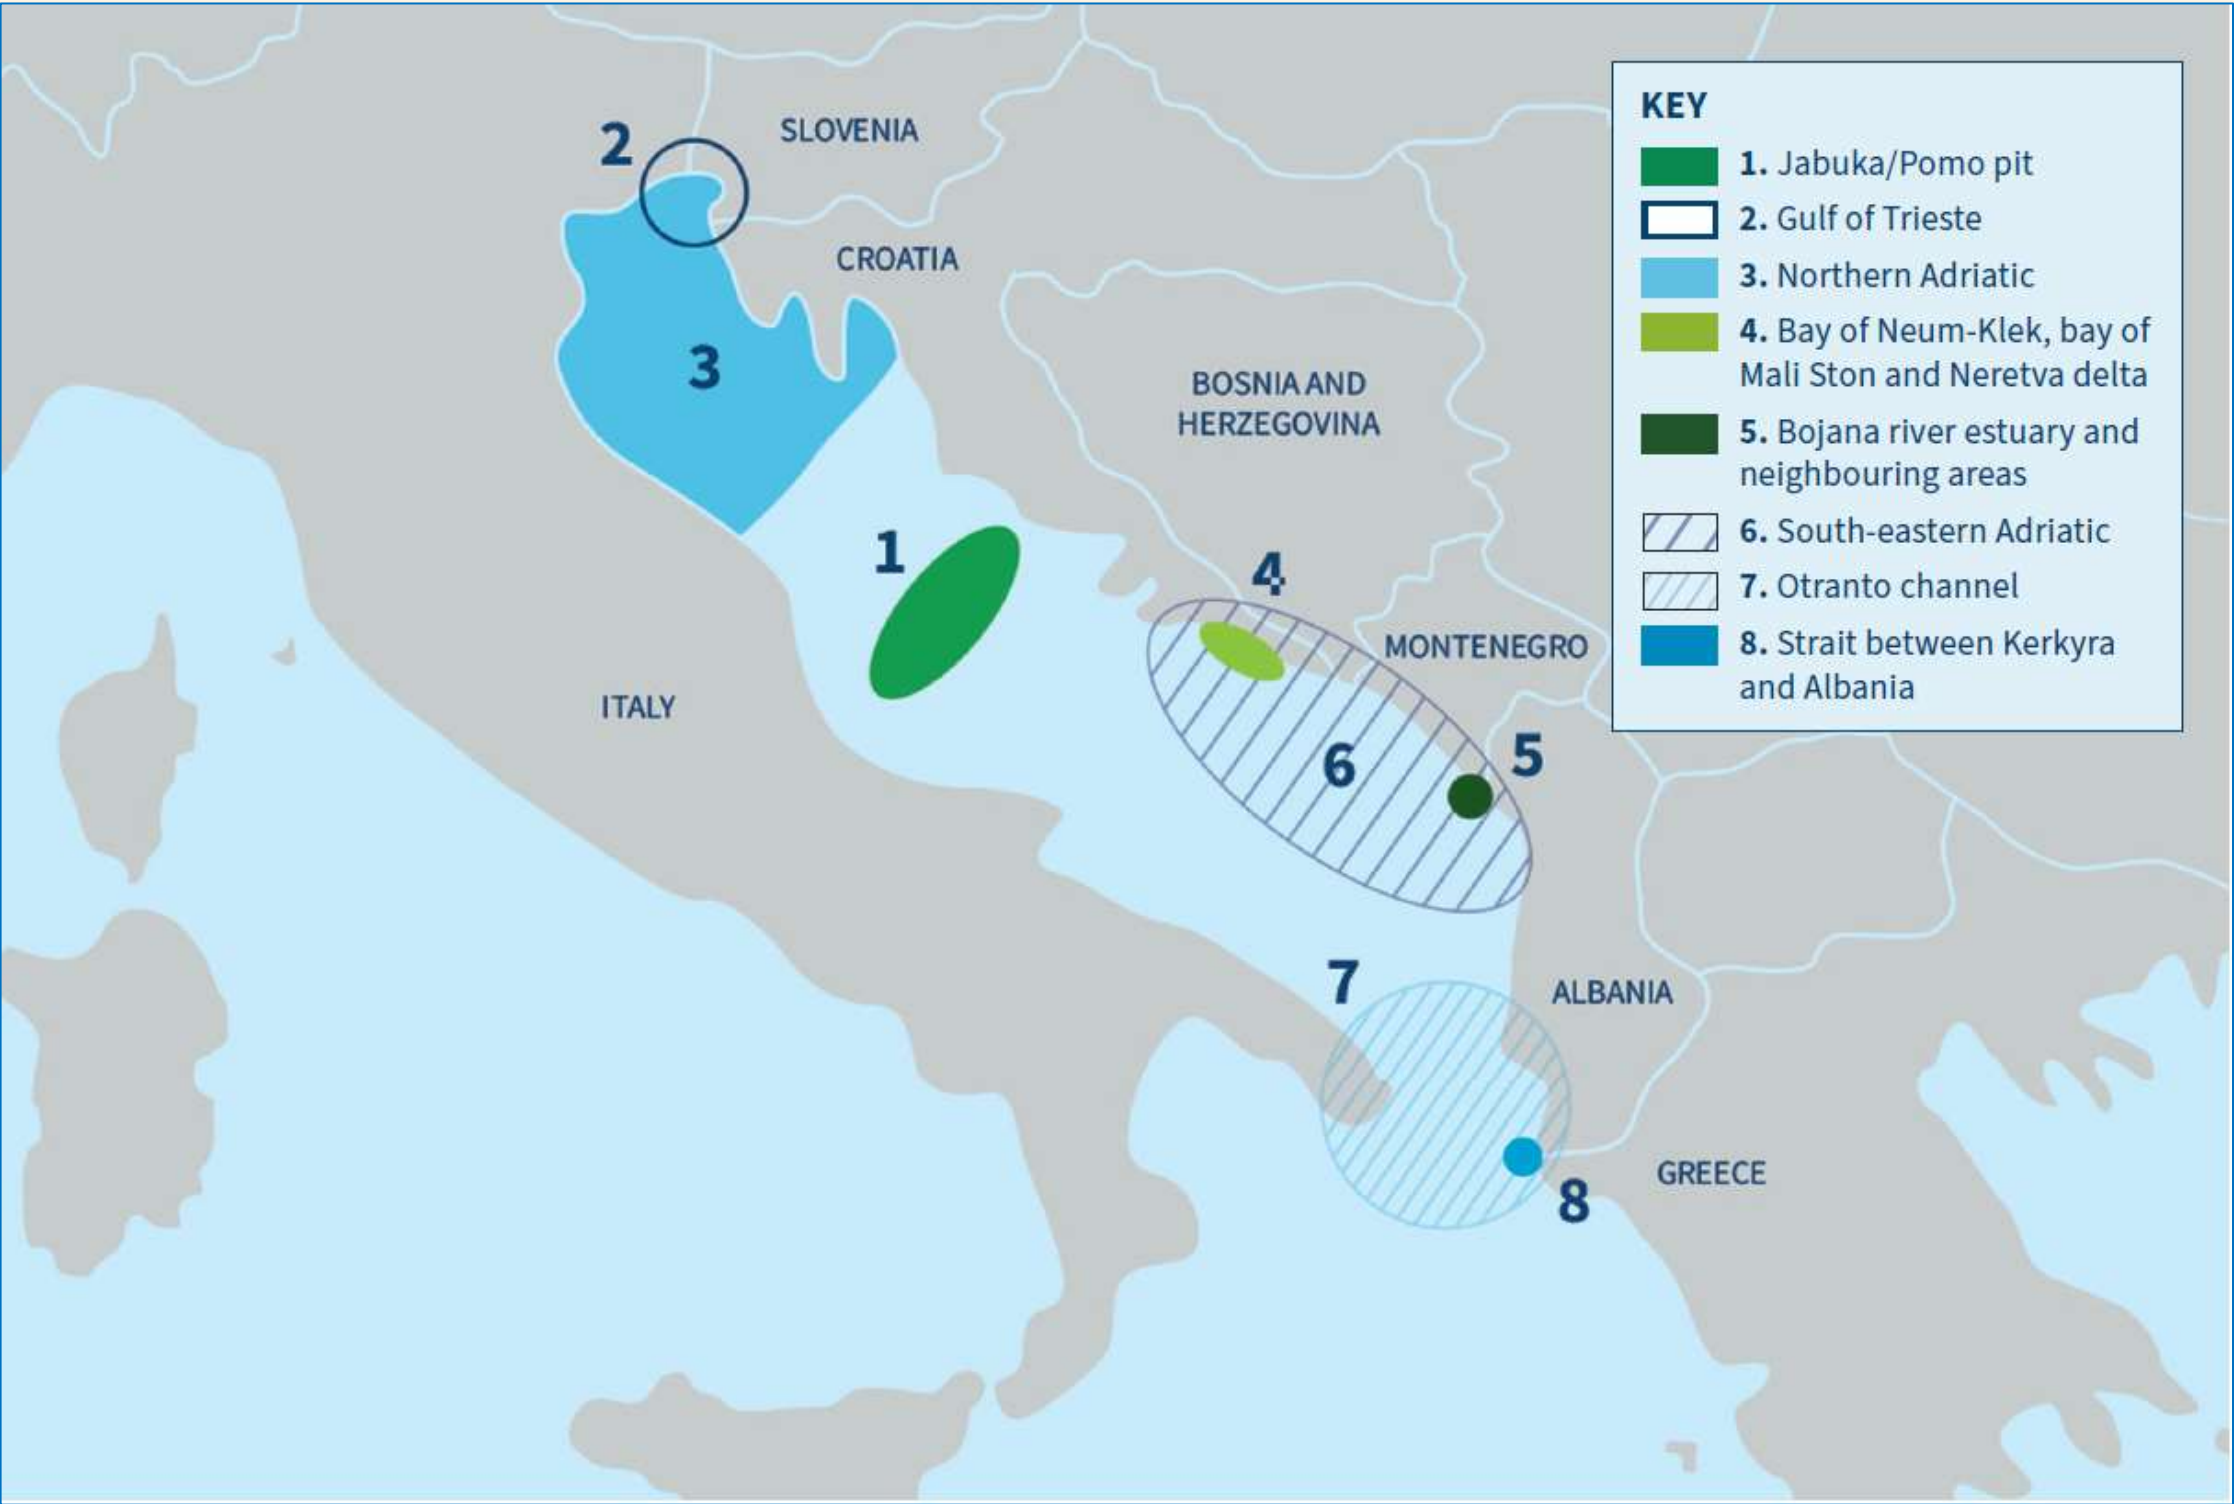 KEY
1. Jabuka/Pomo pit
2. Gulf of Trieste
3. Northern Adriatic
4. Bay of Neum-Klek, bay of
Mali Ston and Neretva delta
5. Bojana river estuary and
neighbouring areas
6. South-eastern Adriatic
7. Otranto channel
8. Strait between Kerkyra
and Albania
2
SLOVENIA
CROATIA
3
BOSNIA AND
HERZEGOVINA
1
4
MONTENEGRO
ITALY
6
5
7
ALBANIA
GREECE
8